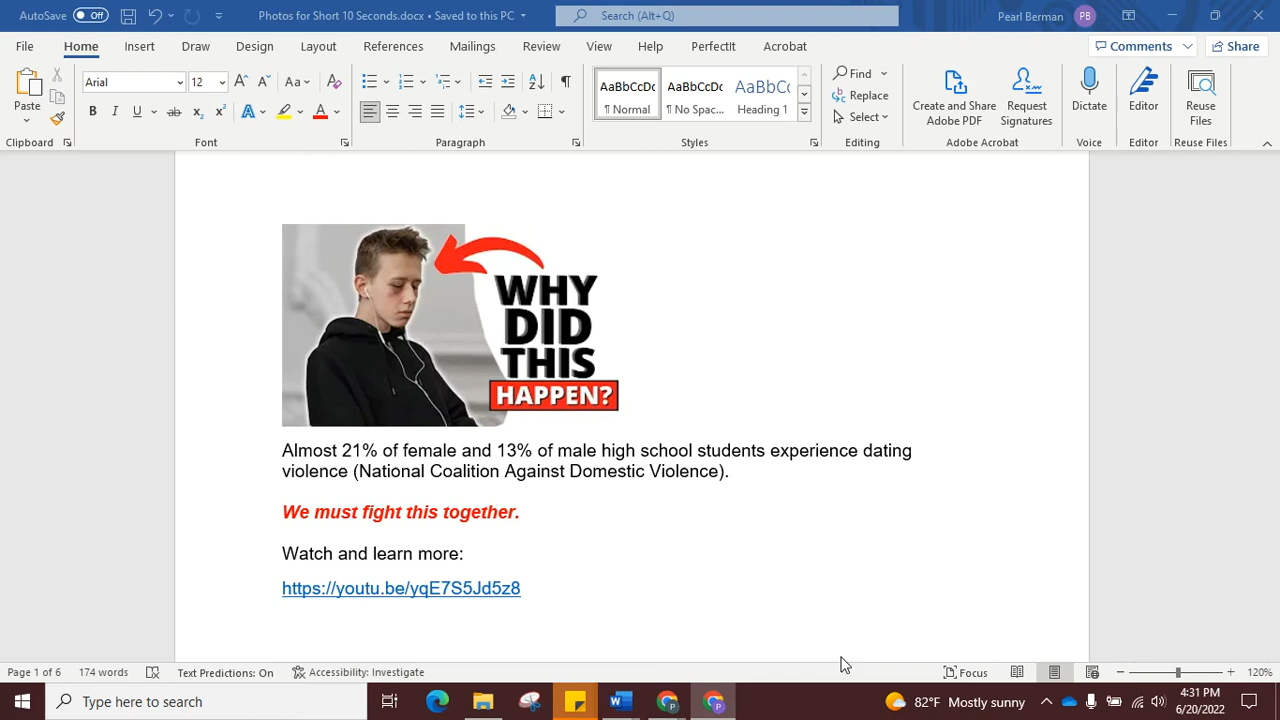 AutoSave Off Photos for Short 10 Seconds.docx • Saved to this PC Search (Alt+Q) Pearl Berman PB
File Home Insert Draw Design Layout References Mailings Review View Help PerfectIt Acrobat Comments Share
Paste Arial 12 Aa AaBbCcDc AaBbCcDc AaBbCc Find Replace Select Create and Share Adobe PDF Request Signatures Dictate Editor Reuse Files
B I U ab x₂ x² A A ¶ Normal ¶ No Spac... Heading 1
Clipboard Font Paragraph Styles Editing Adobe Acrobat Voice Editor Reuse Files
WHY
DID
THIS
HAPPEN?
Almost 21% of female and 13% of male high school students experience dating
violence (National Coalition Against Domestic Violence).
We must fight this together.
Watch and learn more:
https://youtu.be/yqE7S5Jd5z8
Page 1 of 6 174 words Text Predictions: On Accessibility: Investigate Focus 120%
Type here to search 82°F Mostly sunny 4:31 PM
6/20/2022